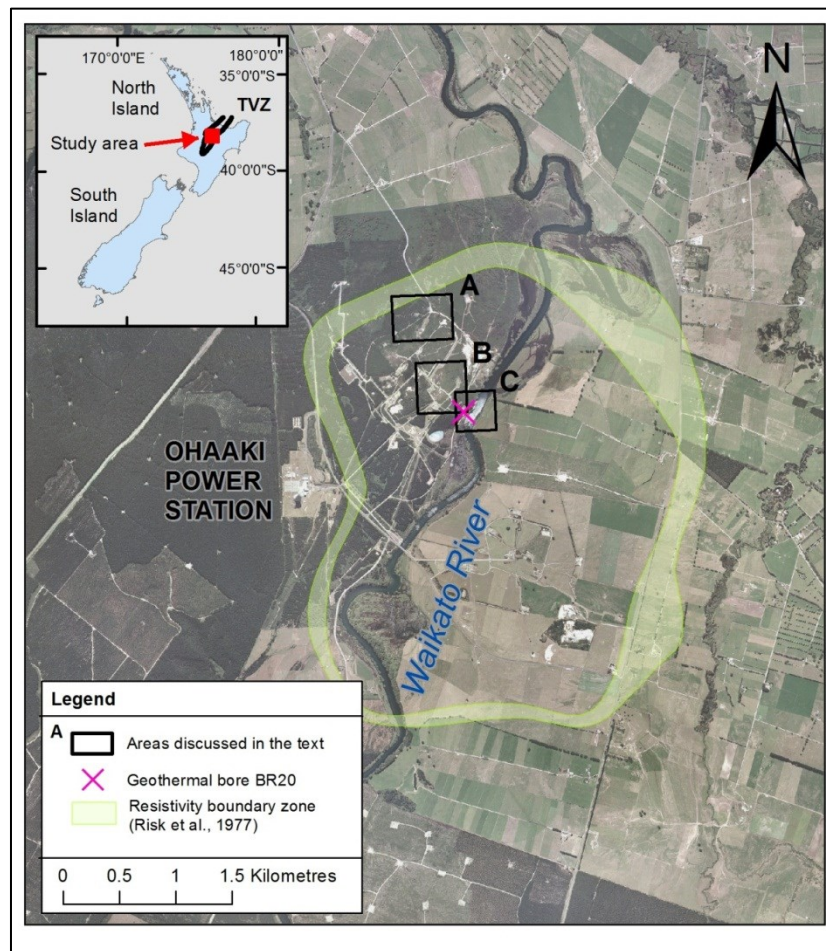 170°0'0"E
180°0'0"
35°0'0"S
North
Island
TVZ
Study area
40°0'0"S
South
Island
45°0'0"S
N
A
B
C
OHAAKI
POWER
STATION
Waikato River
Legend
A
Areas discussed in the text
Geothermal bore BR20
Resistivity boundary zone
(Risk et al., 1977)
0 0.5 1 1.5 Kilometres